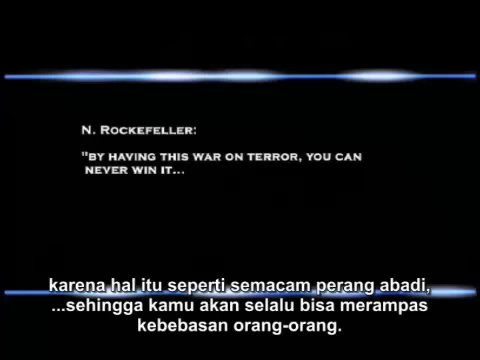 N. ROCKEFELLER:
"BY HAVING THIS WAR ON TERROR, YOU CAN
NEVER WIN IT...
karena hal itu seperti semacam perang abadi,
...sehingga kamu akan selalu bisa merampas
kebebasan orang-orang.